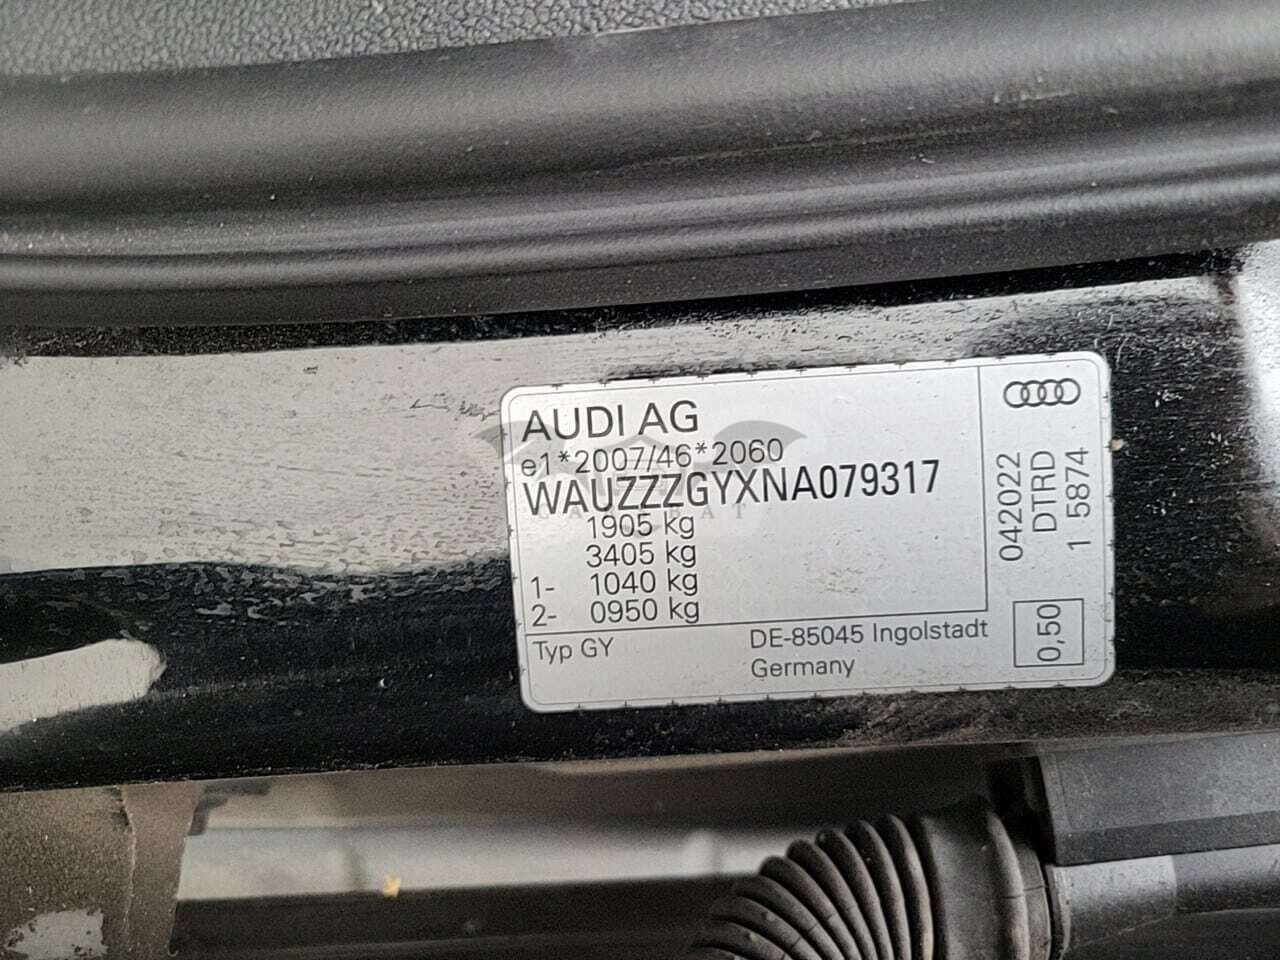 AUDI AG
e1*2007/46*2060
WAUZZZGYXNA079317
1905 kg
3405 kg
1- 1040 kg
2- 0950 kg
Typ GY
DE-85045 Ingolstadt
Germany
042022
DTRD
1 5874
0,50